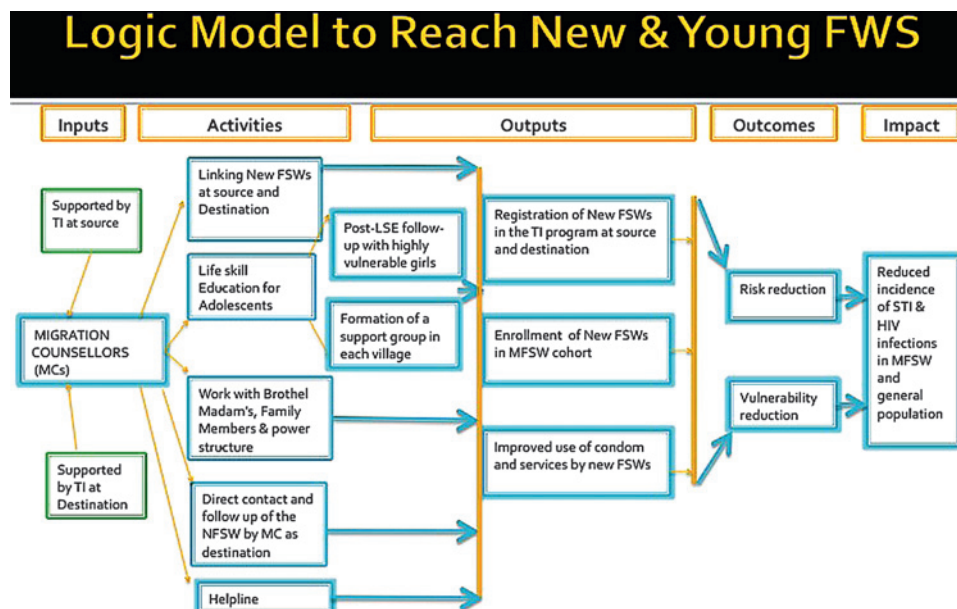 Logic Model to Reach New & Young FWS
Inputs
Activities
Outputs
Outcomes
Impact
Supported by
TI at source
MIGRATION
COUNSELLORS
(MCs)
Supported
by TI at
Destination
Linking New FSWs
at source and
Destination
Life skill
Education for
Adolescents
Work with Brothel
Madam's, Family
Members & power
structure
Direct contact and
follow up of the
NFSW by MC as
destination
Helpline
Post-LSE follow-
up with highly
vulnerable girls
Formation of a
support group in
each village
Registration of New FSWs
in the TI program at source
and destination
Enrollment of New FSWs
in MFSW cohort
Improved use of condom
and services by new FSWs
Risk reduction
Vulnerability
reduction
Reduced
incidence
of STI &
HIV
infections
in MFSW
and
general
population